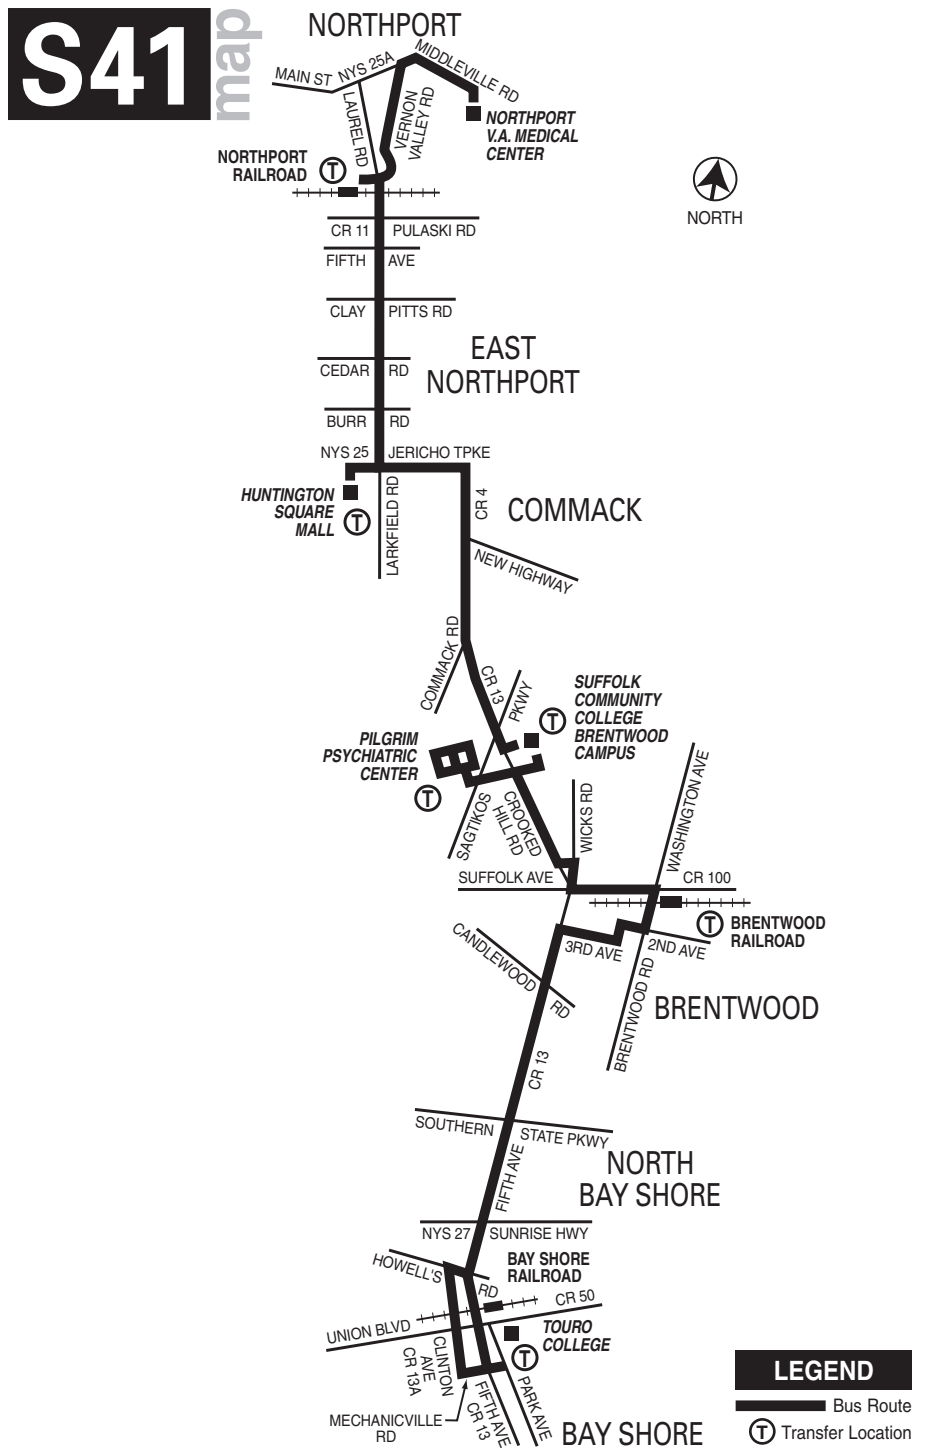 S41
map
NORTHPORT
MAIN ST
NYS 25A
MIDDLEVILLE RD
LAUREL RD
VERNON
VALLEY RD
NORTHPORT
V.A. MEDICAL
CENTER
NORTHPORT
RAILROAD
T
NORTH
CR 11 PULASKI RD
FIFTH AVE
CLAY PITTS RD
EAST
NORTHPORT
CEDAR RD
BURR RD
NYS 25 JERICHO TPKE
HUNTINGTON
SQUARE
MALL
T
LARKFIELD RD
CR 4
COMMACK
NEW HIGHWAY
COMMACK RD
CR 13
PKWY
SUFFOLK
COMMUNITY
COLLEGE
BRENTWOOD
CAMPUS
T
PILGRIM
PSYCHIATRIC
CENTER
T
SAGTIKOS
CROOKED
HILL RD
WICKS RD
WASHINGTON AVE
SUFFOLK AVE
CR 100
T
BRENTWOOD
RAILROAD
CANDLEWOOD
RD
3RD AVE
2ND AVE
BRENTWOOD RD
BRENTWOOD
CR 13
SOUTHERN STATE PKWY
FIFTH AVE
NORTH
BAY SHORE
NYS 27 SUNRISE HWY
HOWELL'S
RD
BAY SHORE
RAILROAD
CR 50
UNION BLVD
TOURO
COLLEGE
T
CLINTON
AVE
CR 13A
MECHANICVILLE
RD
FIFTH AVE
CR 13
PARK AVE
BAY SHORE
LEGEND
Bus Route
T Transfer Location